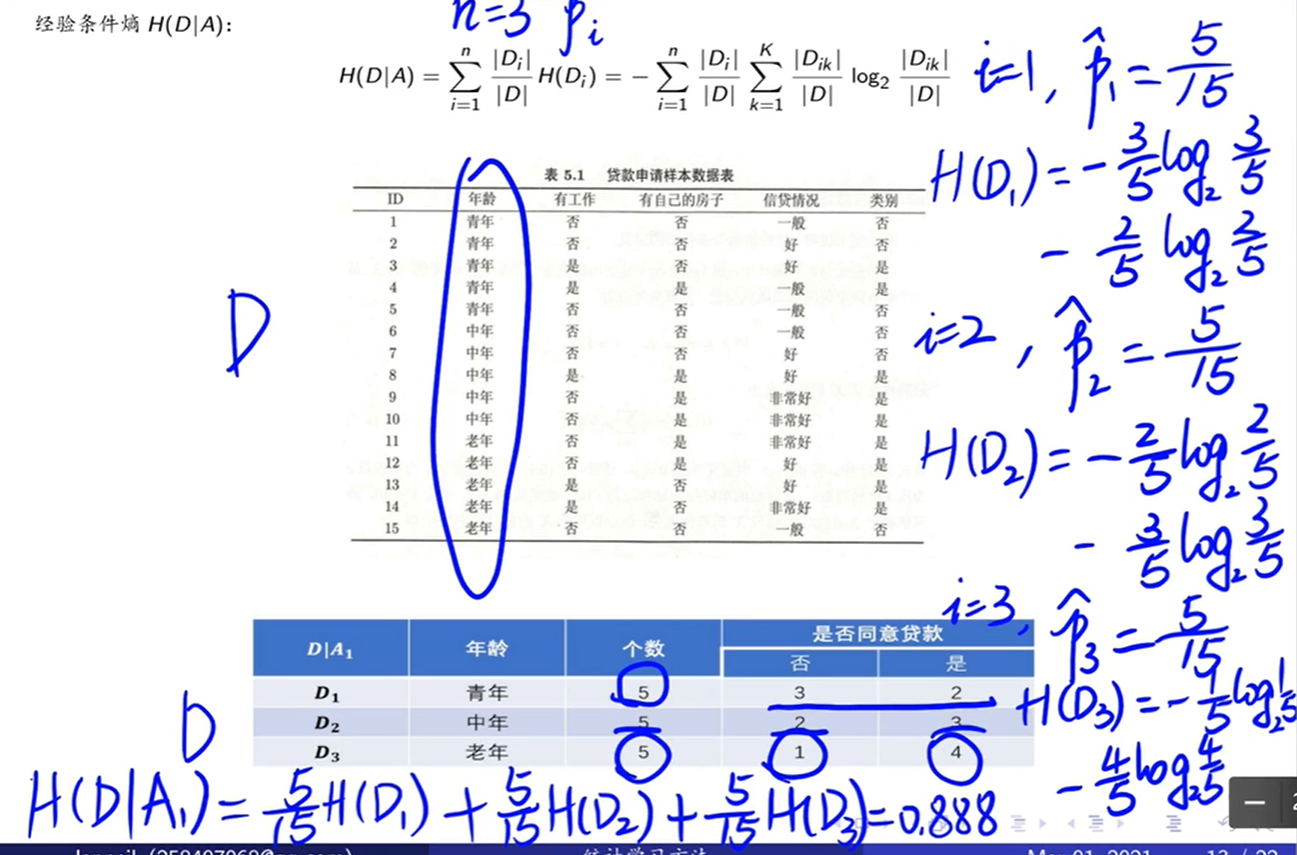 经验条件熵 H(D|A):
n=3 p_i
H(D|A) = \sum_{i=1}^{n} \frac{|D_i|}{|D|} H(D_i) = -\sum_{i=1}^{n} \frac{|D_i|}{|D|} \sum_{k=1}^{K} \frac{|D_{ik}|}{|D|} \log_2 \frac{|D_{ik}|}{|D|}
i=1, \hat{p}_1 = \frac{5}{15}
H(D_1) = -\frac{3}{5} \log_2 \frac{3}{5}
- \frac{2}{5} \log_2 \frac{2}{5}
i=2, \hat{p}_2 = \frac{5}{15}
H(D_2) = -\frac{2}{5} \log_2 \frac{2}{5}
- \frac{3}{5} \log_2 \frac{3}{5}
i=3, \hat{p}_3 = \frac{5}{15}
H(D_3) = -\frac{1}{5} \log_2 \frac{1}{5}
- \frac{4}{5} \log_2 \frac{4}{5}
表 5.1 贷款申请样本数据表
ID 年龄 有工作 有自己的房子 信贷情况 类别
1 青年 否 否 一般 否
2 青年 否 否 好 否
3 青年 是 否 好 是
4 青年 是 是 一般 是
5 青年 否 否 一般 否
6 中年 否 否 一般 否
7 中年 否 否 好 否
8 中年 是 是 好 是
9 中年 否 是 非常好 是
10 中年 否 是 非常好 是
11 老年 否 是 非常好 是
12 老年 否 是 好 是
13 老年 是 否 好 是
14 老年 是 否 非常好 是
15 老年 否 否 一般 否
D
D|A_1 年龄 个数 是否同意贷款
否 是
D_1 青年 5 3 2
D_2 中年 5 2 3
D_3 老年 5 1 4
D
H(D|A_1) = \frac{5}{15} H(D_1) + \frac{5}{15} H(D_2) + \frac{5}{15} H(D_3) = 0.888